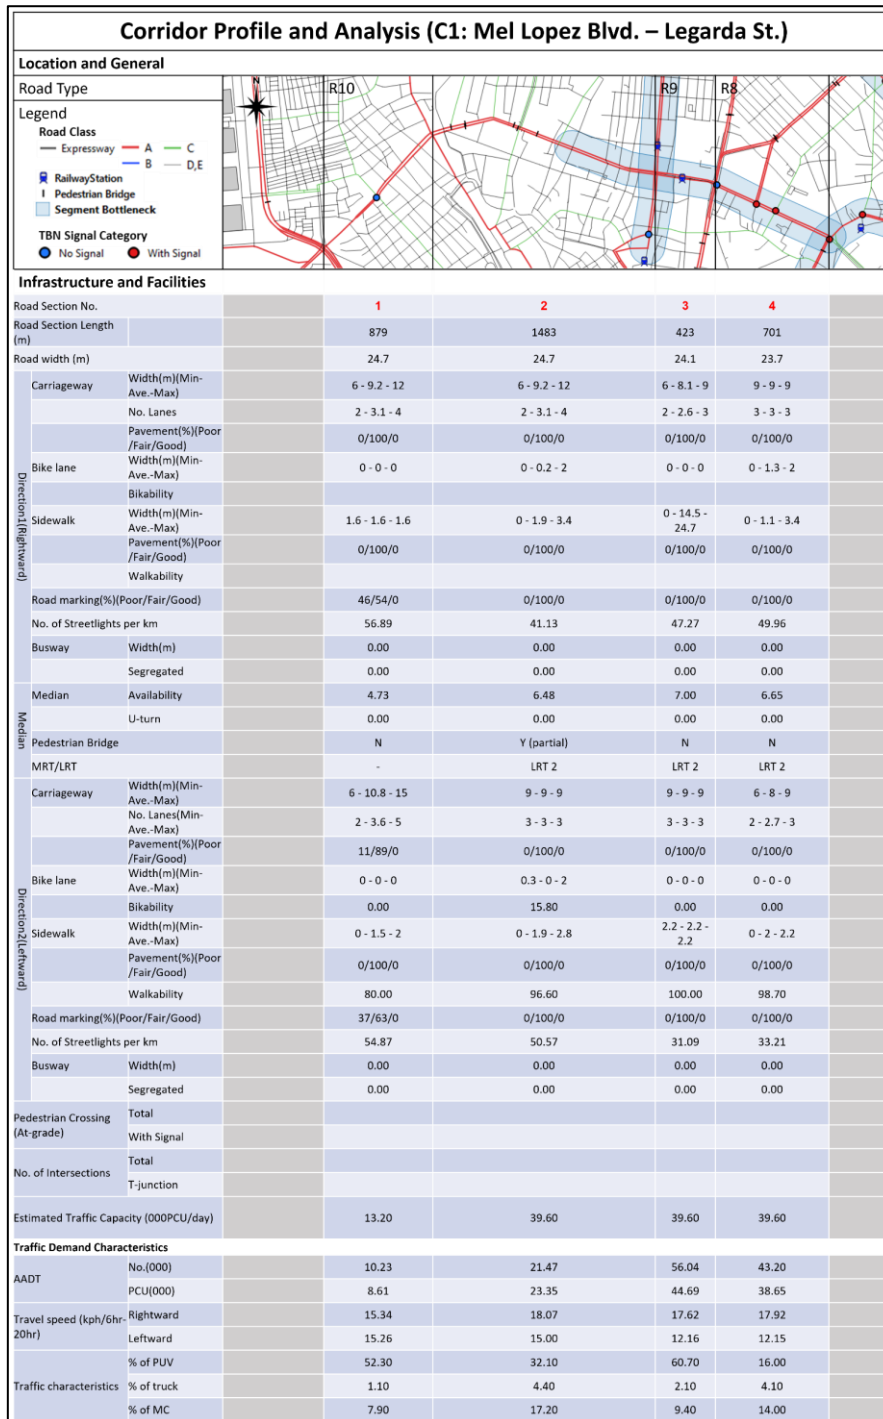 Corridor Profile and Analysis (C1: Mel Lopez Blvd. – Legarda St.)
Location and General
Road Type
Legend
Road Class
Expressway A C
B D,E
RailwayStation
Pedestrian Bridge
Segment Bottleneck
TBN Signal Category
No Signal With Signal
N R10 R9 R8
Infrastructure and Facilities
Road Section No. 1 2 3 4
Road Section Length (m) 879 1483 423 701
Road width (m) 24.7 24.7 24.1 23.7
Direction1(Rightward)
Carriageway Width(m)(Min-Ave.-Max) 6 - 9.2 - 12 6 - 9.2 - 12 6 - 8.1 - 9 9 - 9 - 9
No. Lanes 2 - 3.1 - 4 2 - 3.1 - 4 2 - 2.6 - 3 3 - 3 - 3
Pavement(%)(Poor/Fair/Good) 0/100/0 0/100/0 0/100/0 0/100/0
Bike lane Width(m)(Min-Ave.-Max) 0 - 0 - 0 0 - 0.2 - 2 0 - 0 - 0 0 - 1.3 - 2
Bikability
Sidewalk Width(m)(Min-Ave.-Max) 1.6 - 1.6 - 1.6 0 - 1.9 - 3.4 0 - 14.5 - 24.7 0 - 1.1 - 3.4
Pavement(%)(Poor/Fair/Good) 0/100/0 0/100/0 0/100/0 0/100/0
Walkability
Road marking(%)(Poor/Fair/Good) 46/54/0 0/100/0 0/100/0 0/100/0
No. of Streetlights per km 56.89 41.13 47.27 49.96
Busway Width(m) 0.00 0.00 0.00 0.00
Segregated 0.00 0.00 0.00 0.00
Median
Median Availability 4.73 6.48 7.00 6.65
U-turn 0.00 0.00 0.00 0.00
Pedestrian Bridge N Y (partial) N N
MRT/LRT - LRT 2 LRT 2 LRT 2
Direction2(Leftward)
Carriageway Width(m)(Min-Ave.-Max) 6 - 10.8 - 15 9 - 9 - 9 9 - 9 - 9 6 - 8 - 9
No. Lanes(Min-Ave.-Max) 2 - 3.6 - 5 3 - 3 - 3 3 - 3 - 3 2 - 2.7 - 3
Pavement(%)(Poor/Fair/Good) 11/89/0 0/100/0 0/100/0 0/100/0
Bike lane Width(m)(Min-Ave.-Max) 0 - 0 - 0 0.3 - 0 - 2 0 - 0 - 0 0 - 0 - 0
Bikability 0.00 15.80 0.00 0.00
Sidewalk Width(m)(Min-Ave.-Max) 0 - 1.5 - 2 0 - 1.9 - 2.8 2.2 - 2.2 - 2.2 0 - 2 - 2.2
Pavement(%)(Poor/Fair/Good) 0/100/0 0/100/0 0/100/0 0/100/0
Walkability 80.00 96.60 100.00 98.70
Road marking(%)(Poor/Fair/Good) 37/63/0 0/100/0 0/100/0 0/100/0
No. of Streetlights per km 54.87 50.57 31.09 33.21
Busway Width(m) 0.00 0.00 0.00 0.00
Segregated 0.00 0.00 0.00 0.00
Pedestrian Crossing (At-grade) Total
With Signal
No. of Intersections Total
T-junction
Estimated Traffic Capacity (000PCU/day) 13.20 39.60 39.60 39.60
Traffic Demand Characteristics
AADT No.(000) 10.23 21.47 56.04 43.20
PCU(000) 8.61 23.35 44.69 38.65
Travel speed (kph/6hr-20hr) Rightward 15.34 18.07 17.62 17.92
Leftward 15.26 15.00 12.16 12.15
Traffic characteristics % of PUV 52.30 32.10 60.70 16.00
% of truck 1.10 4.40 2.10 4.10
% of MC 7.90 17.20 9.40 14.00